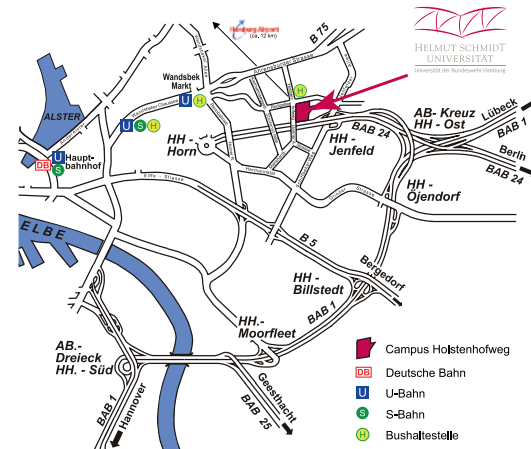 Hamburg Airport
(ca. 12 km)
B 75
HELMUT SCHMIDT
UNIVERSITÄT
Universität der Bundeswehr Hamburg
Wandsbek
Markt
U
H
H
ALSTER
U
S
H
AB- Kreuz
HH - Ost
Lübeck
BAB 1
HH -
Horn
HH -
Jenfeld
BAB 24
Berlin
BAB 24
DB
U
Haupt-
bahnhof
S
HH -
Öjendorf
ELBE
B 5
Bergedorf
HH -
Billstedt
BAB 1
HH.-
Moorfleet
AB.-
Dreieck
HH. - Süd
BAB 1
Hannover
BAB 25
Geesthacht
Campus Holstenhofweg
DB
Deutsche Bahn
U
U-Bahn
S
S-Bahn
H
Bushaltestelle